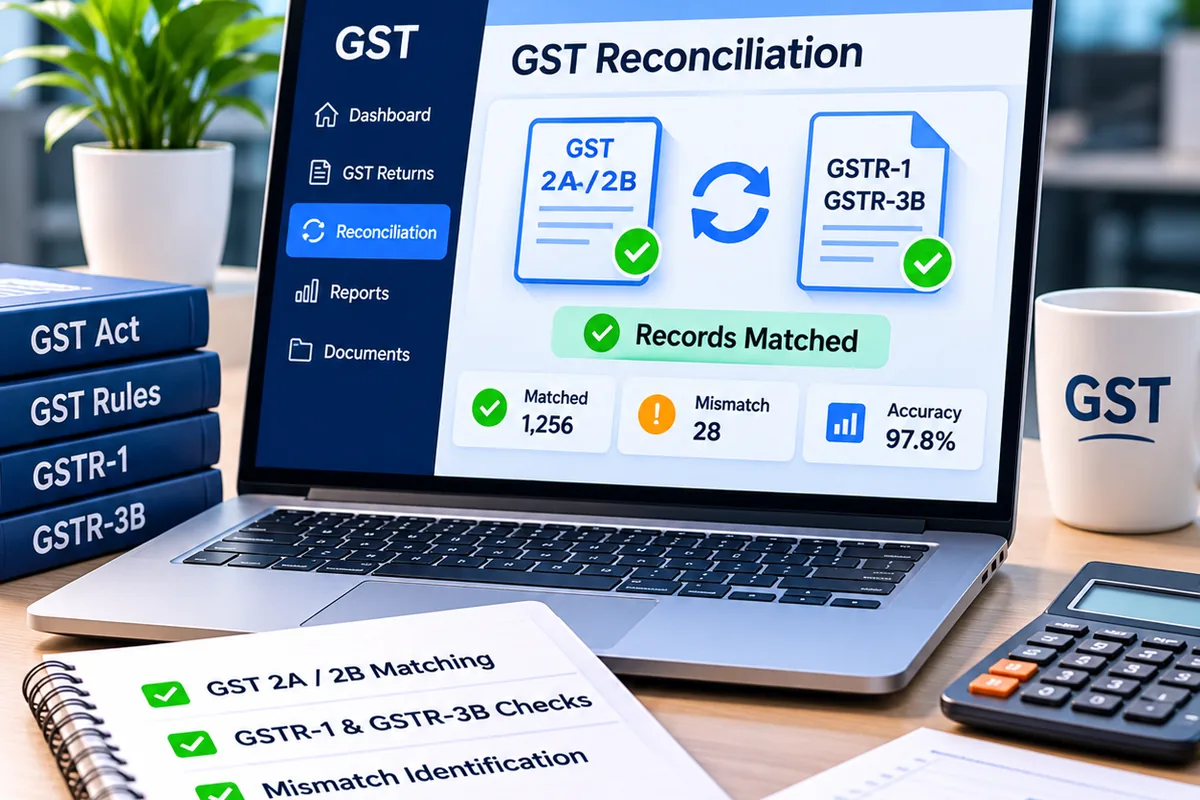 GST
Dashboard
GST Returns
Reconciliation
Reports
Documents
GST Reconciliation
GST
2A-/2B
GSTR-1
GSTR-3B
Records Matched
Matched
1,256
Mismatch
28
Accuracy
97.8%
GST Act
GST Rules
GSTR-1
GSTR-3B
GST
GST 2A / 2B Matching
GSTR-1 & GSTR-3B Checks
Mismatch Identification